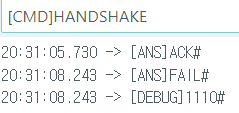 [CMD]HANDSHAKE
20:31:05.730 -> [ANS]ACK#
20:31:08.243 -> [ANS]FAIL#
20:31:08.243 -> [DEBUG]1110#